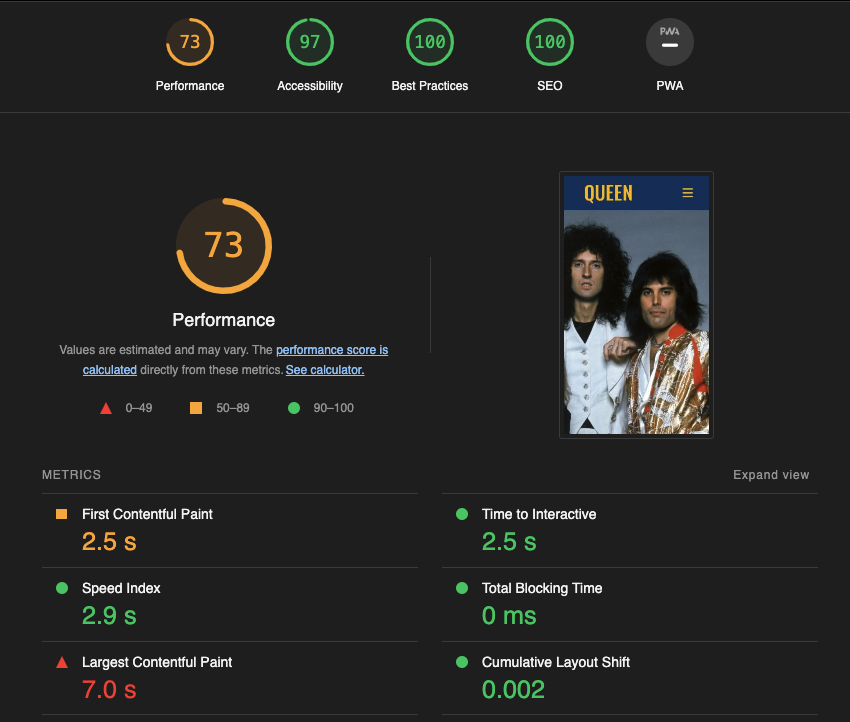 73
97
100
100
PWA
Performance
Accessibility
Best Practices
SEO
PWA
QUEEN
73
Performance
Values are estimated and may vary. The performance score is
calculated directly from these metrics. See calculator.
0–49
50–89
90–100
METRICS
Expand view
First Contentful Paint
2.5 s
Time to Interactive
2.5 s
Speed Index
2.9 s
Total Blocking Time
0 ms
Largest Contentful Paint
7.0 s
Cumulative Layout Shift
0.002